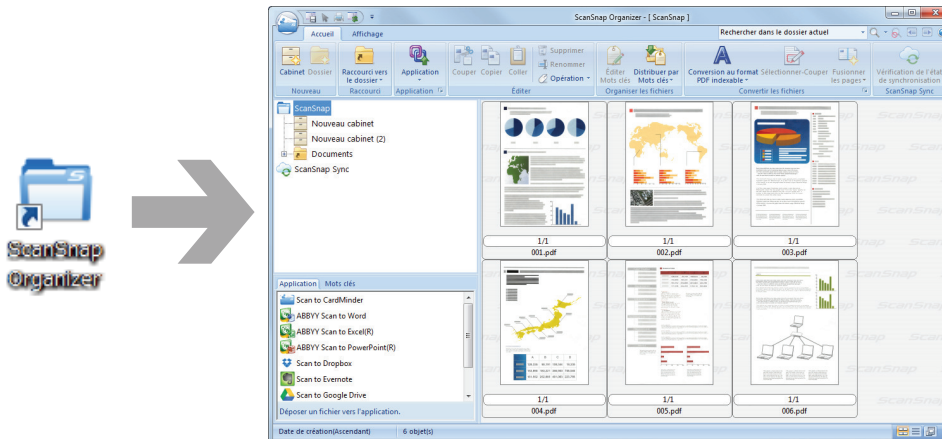 ScanSnap Organizer - [ ScanSnap ]
Accueil Affichage
Rechercher dans le dossier actuel
Cabinet Dossier
Raccourci vers
le dossier
Application
Couper Copier Coller
Supprimer
Renommer
Opération
Éditer
Mots clés
Distribuer par
Mots clés
Conversion au format
PDF indexable
Sélectionner-Couper
Fusionner
les pages
Vérification de l'état
de synchronisation
Nouveau
Raccourci
Application
Éditer
Organiser les fichiers
Convertir les fichiers
ScanSnap Sync
ScanSnap
Nouveau cabinet
Nouveau cabinet (2)
Documents
ScanSnap Sync
ScanSnap
Organizer
1/1 1/1 1/1
001.pdf 002.pdf 003.pdf
Application Mots clés
Scan to CardMinder
ABBYY Scan to Word
ABBYY Scan to Excel(R)
ABBYY Scan to PowerPoint(R)
Scan to Dropbox
Scan to Evernote
Scan to Google Drive
Déposer un fichier vers l'application.
1/1 1/1 1/1
004.pdf 005.pdf 006.pdf
Date de création(Ascendant) 6 objet(s)